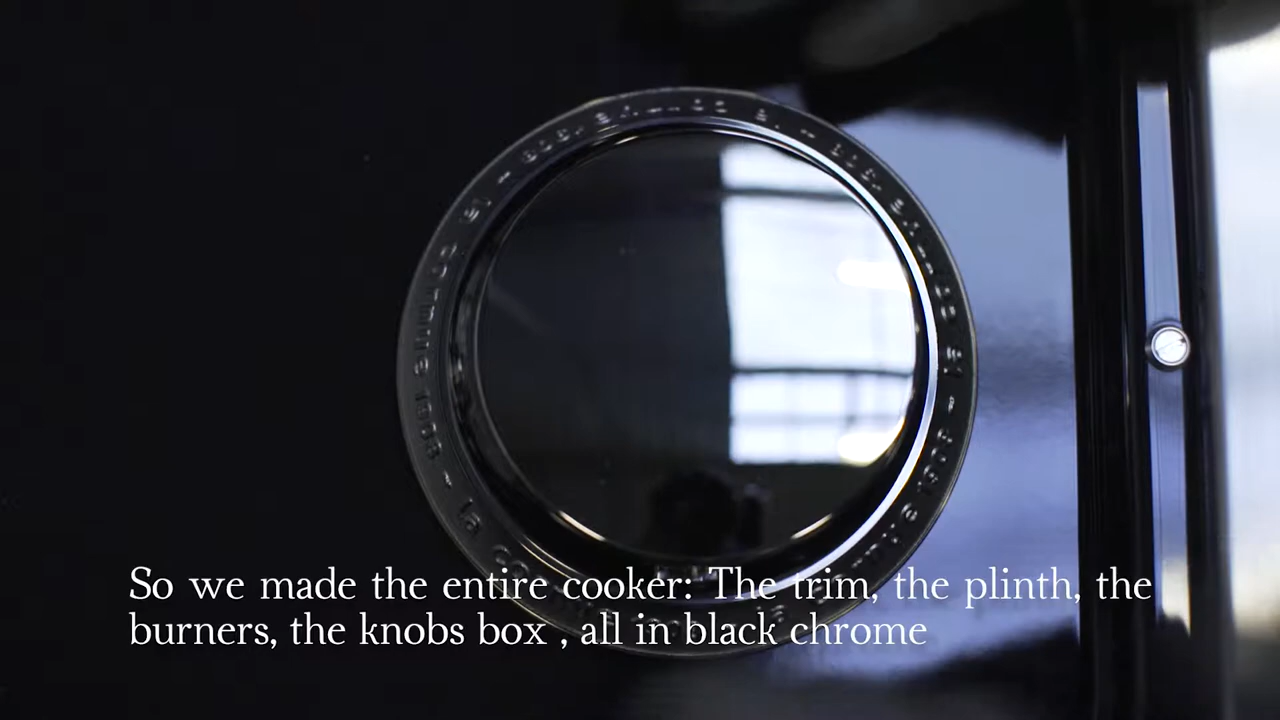 So we made the entire cooker: The trim, the plinth, the
burners, the knobs box , all in black chrome